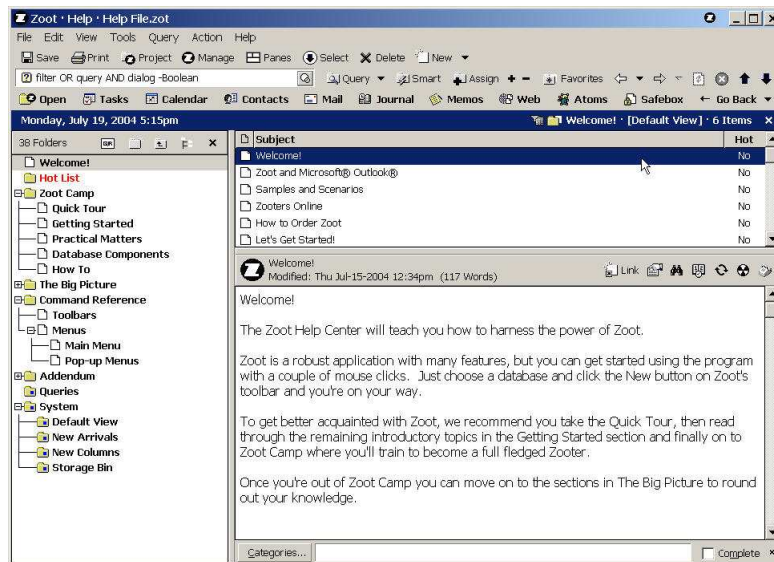 Zoot · Help · Help File.zot
File Edit View Tools Query Action Help
Save Print Project Manage Panes Select Delete New
filter OR query AND dialog -Boolean Query Smart Assign Favorites
Open Tasks Calendar Contacts Mail Journal Memos Web Atoms Safebox Go Back
Monday, July 19, 2004 5:15pm Welcome! · [Default View] · 6 Items
38 Folders
Welcome!
Hot List
Zoot Camp
Quick Tour
Getting Started
Practical Matters
Database Components
How To
The Big Picture
Command Reference
Toolbars
Menus
Main Menu
Pop-up Menus
Addendum
Queries
System
Default View
New Arrivals
New Columns
Storage Bin
Subject Hot
Welcome! No
Zoot and Microsoft® Outlook® No
Samples and Scenarios No
Zooters Online No
How to Order Zoot No
Let's Get Started! No
Welcome!
Modified: Thu Jul-15-2004 12:34pm (117 Words) Link
Welcome!
The Zoot Help Center will teach you how to harness the power of Zoot.
Zoot is a robust application with many features, but you can get started using the program
with a couple of mouse clicks. Just choose a database and click the New button on Zoot's
toolbar and you're on your way.
To get better acquainted with Zoot, we recommend you take the Quick Tour, then read
through the remaining introductory topics in the Getting Started section and finally on to
Zoot Camp where you'll train to become a full fledged Zooter.
Once you're out of Zoot Camp you can move on to the sections in The Big Picture to round
out your knowledge.
Categories... Complete